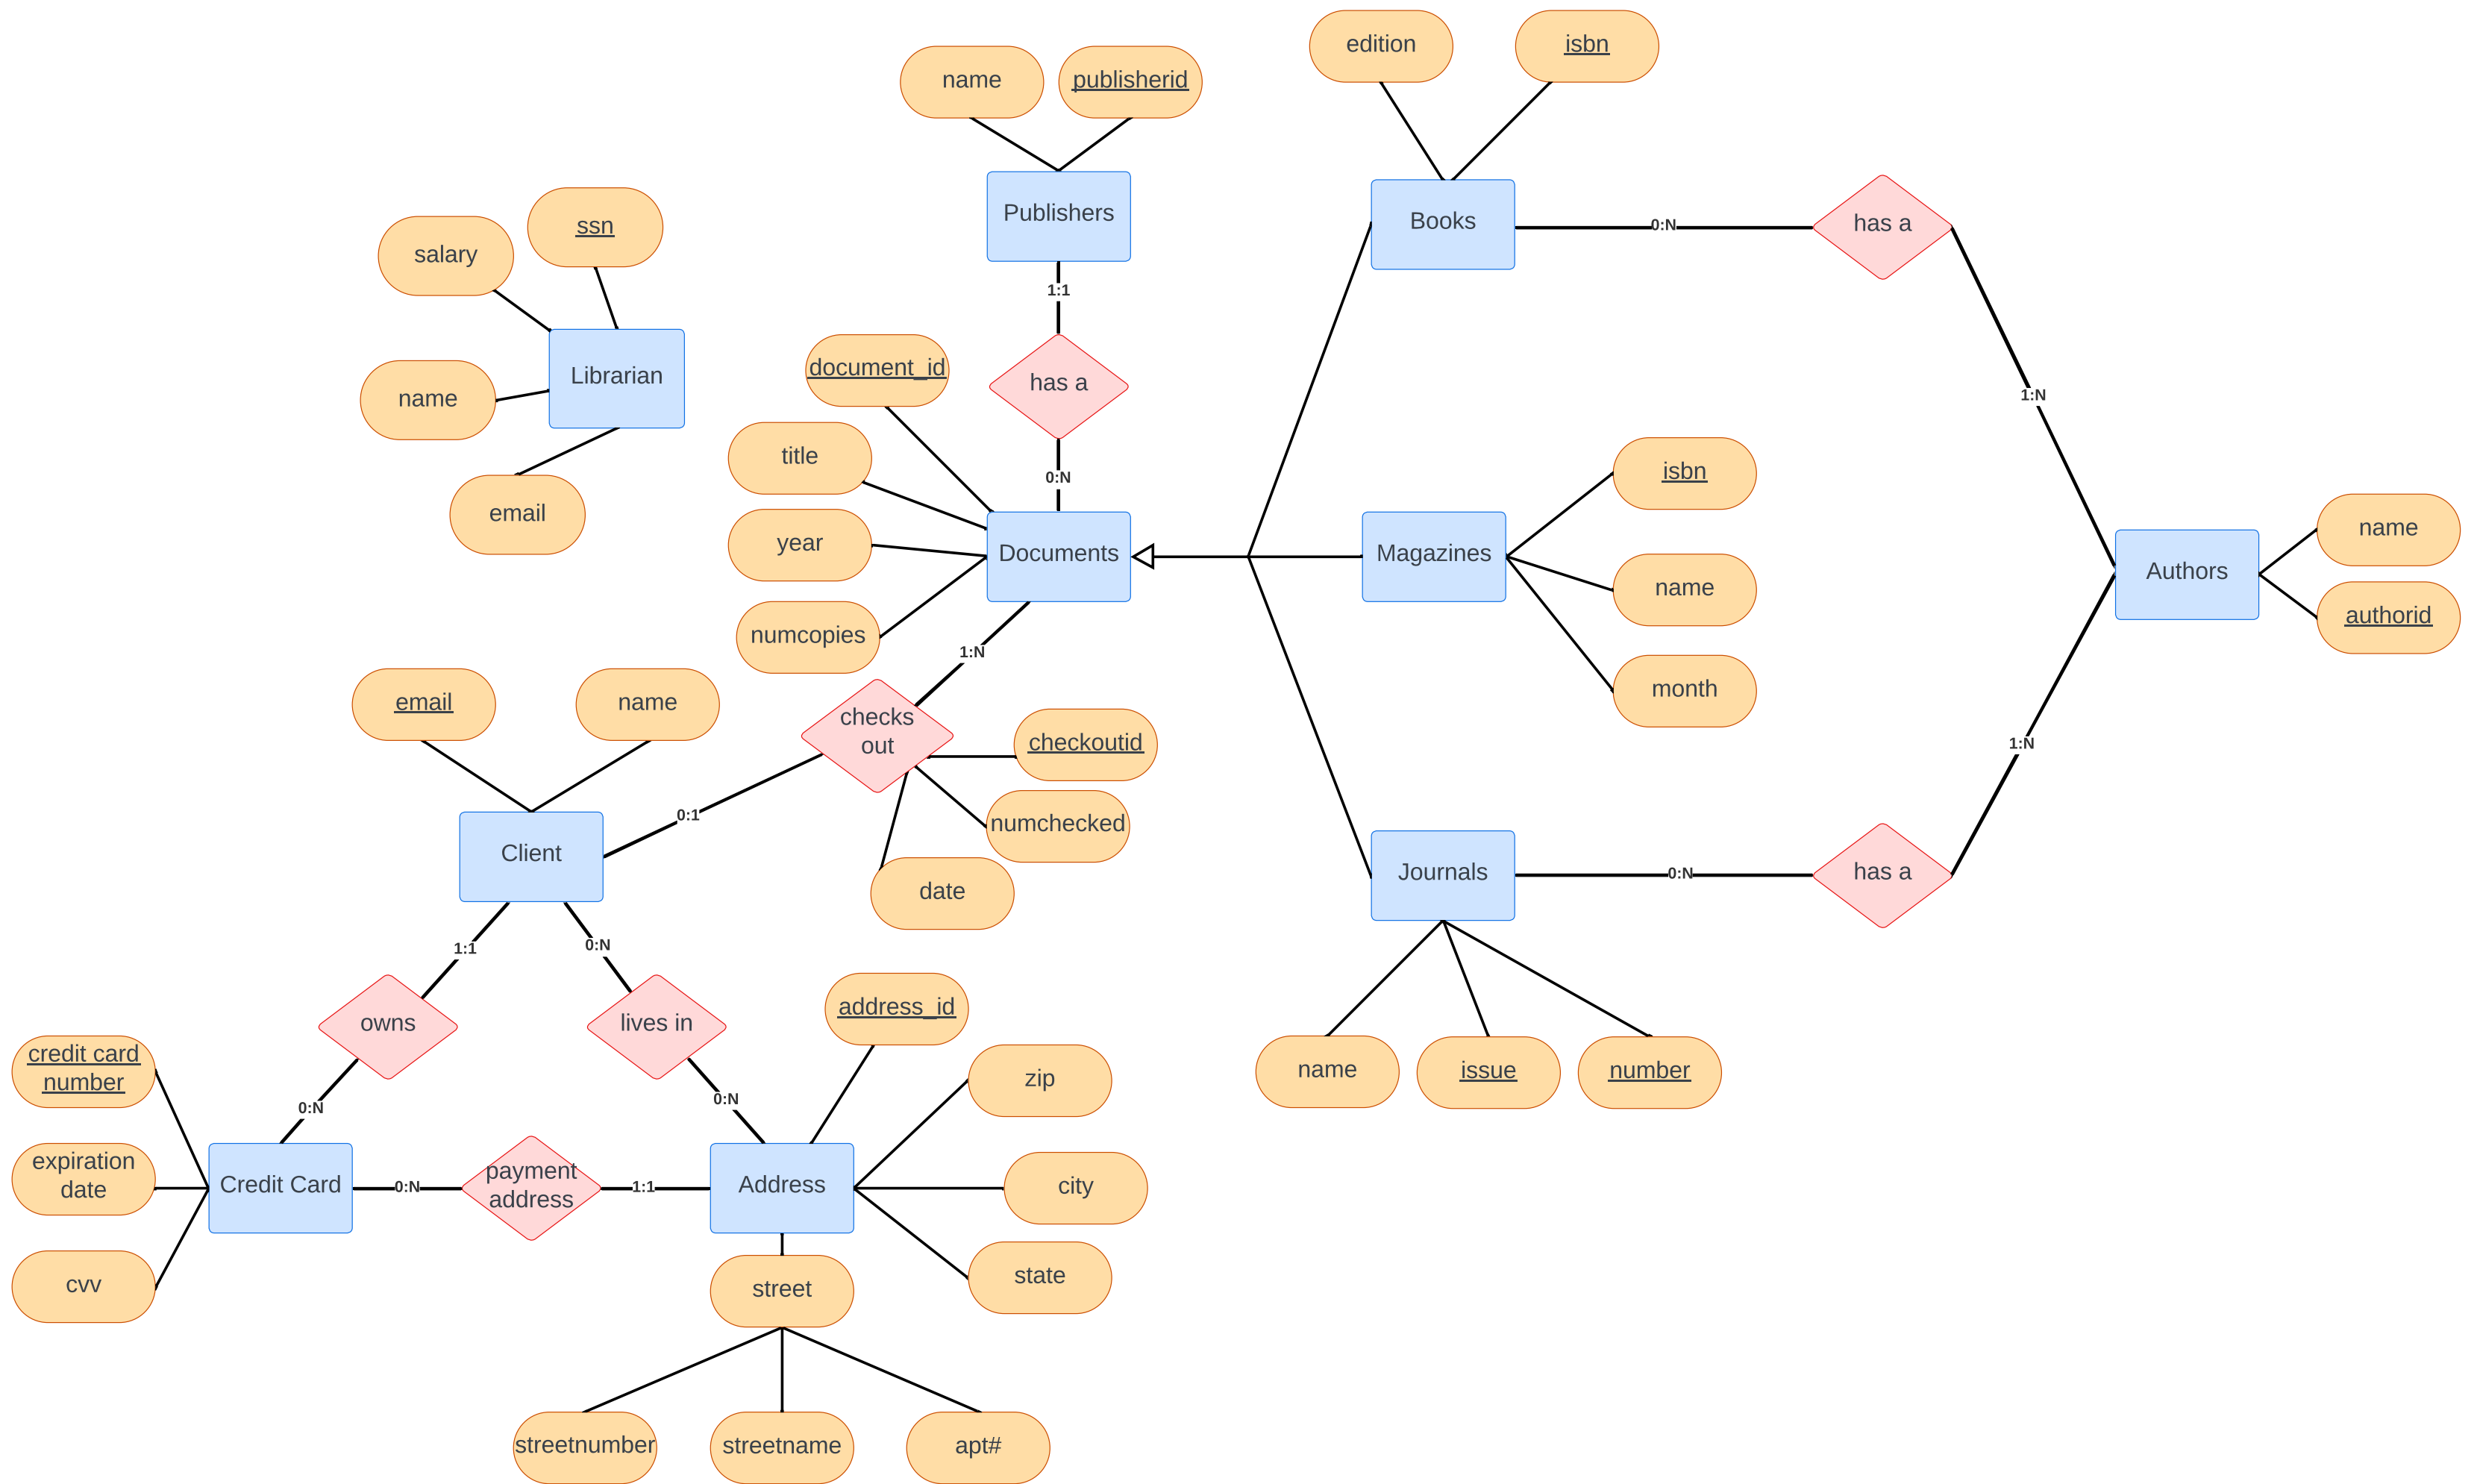 edition
isbn
name
publisherid
ssn
salary
Publishers
Books
0:N
has a
1:1
Librarian
name
document_id
has a
1:N
title
0:N
isbn
email
year
Documents
Magazines
name
Authors
name
authorid
numcopies
1:N
month
email
name
checks
out
checkoutid
1:N
0:1
numchecked
Client
Journals
0:N
has a
date
1:1
0:N
address_id
owns
lives in
credit card
number
zip
name
issue
number
0:N
0:N
expiration
date
Credit Card
0:N
payment
address
1:1
Address
city
cvv
street
state
streetnumber
streetname
apt#